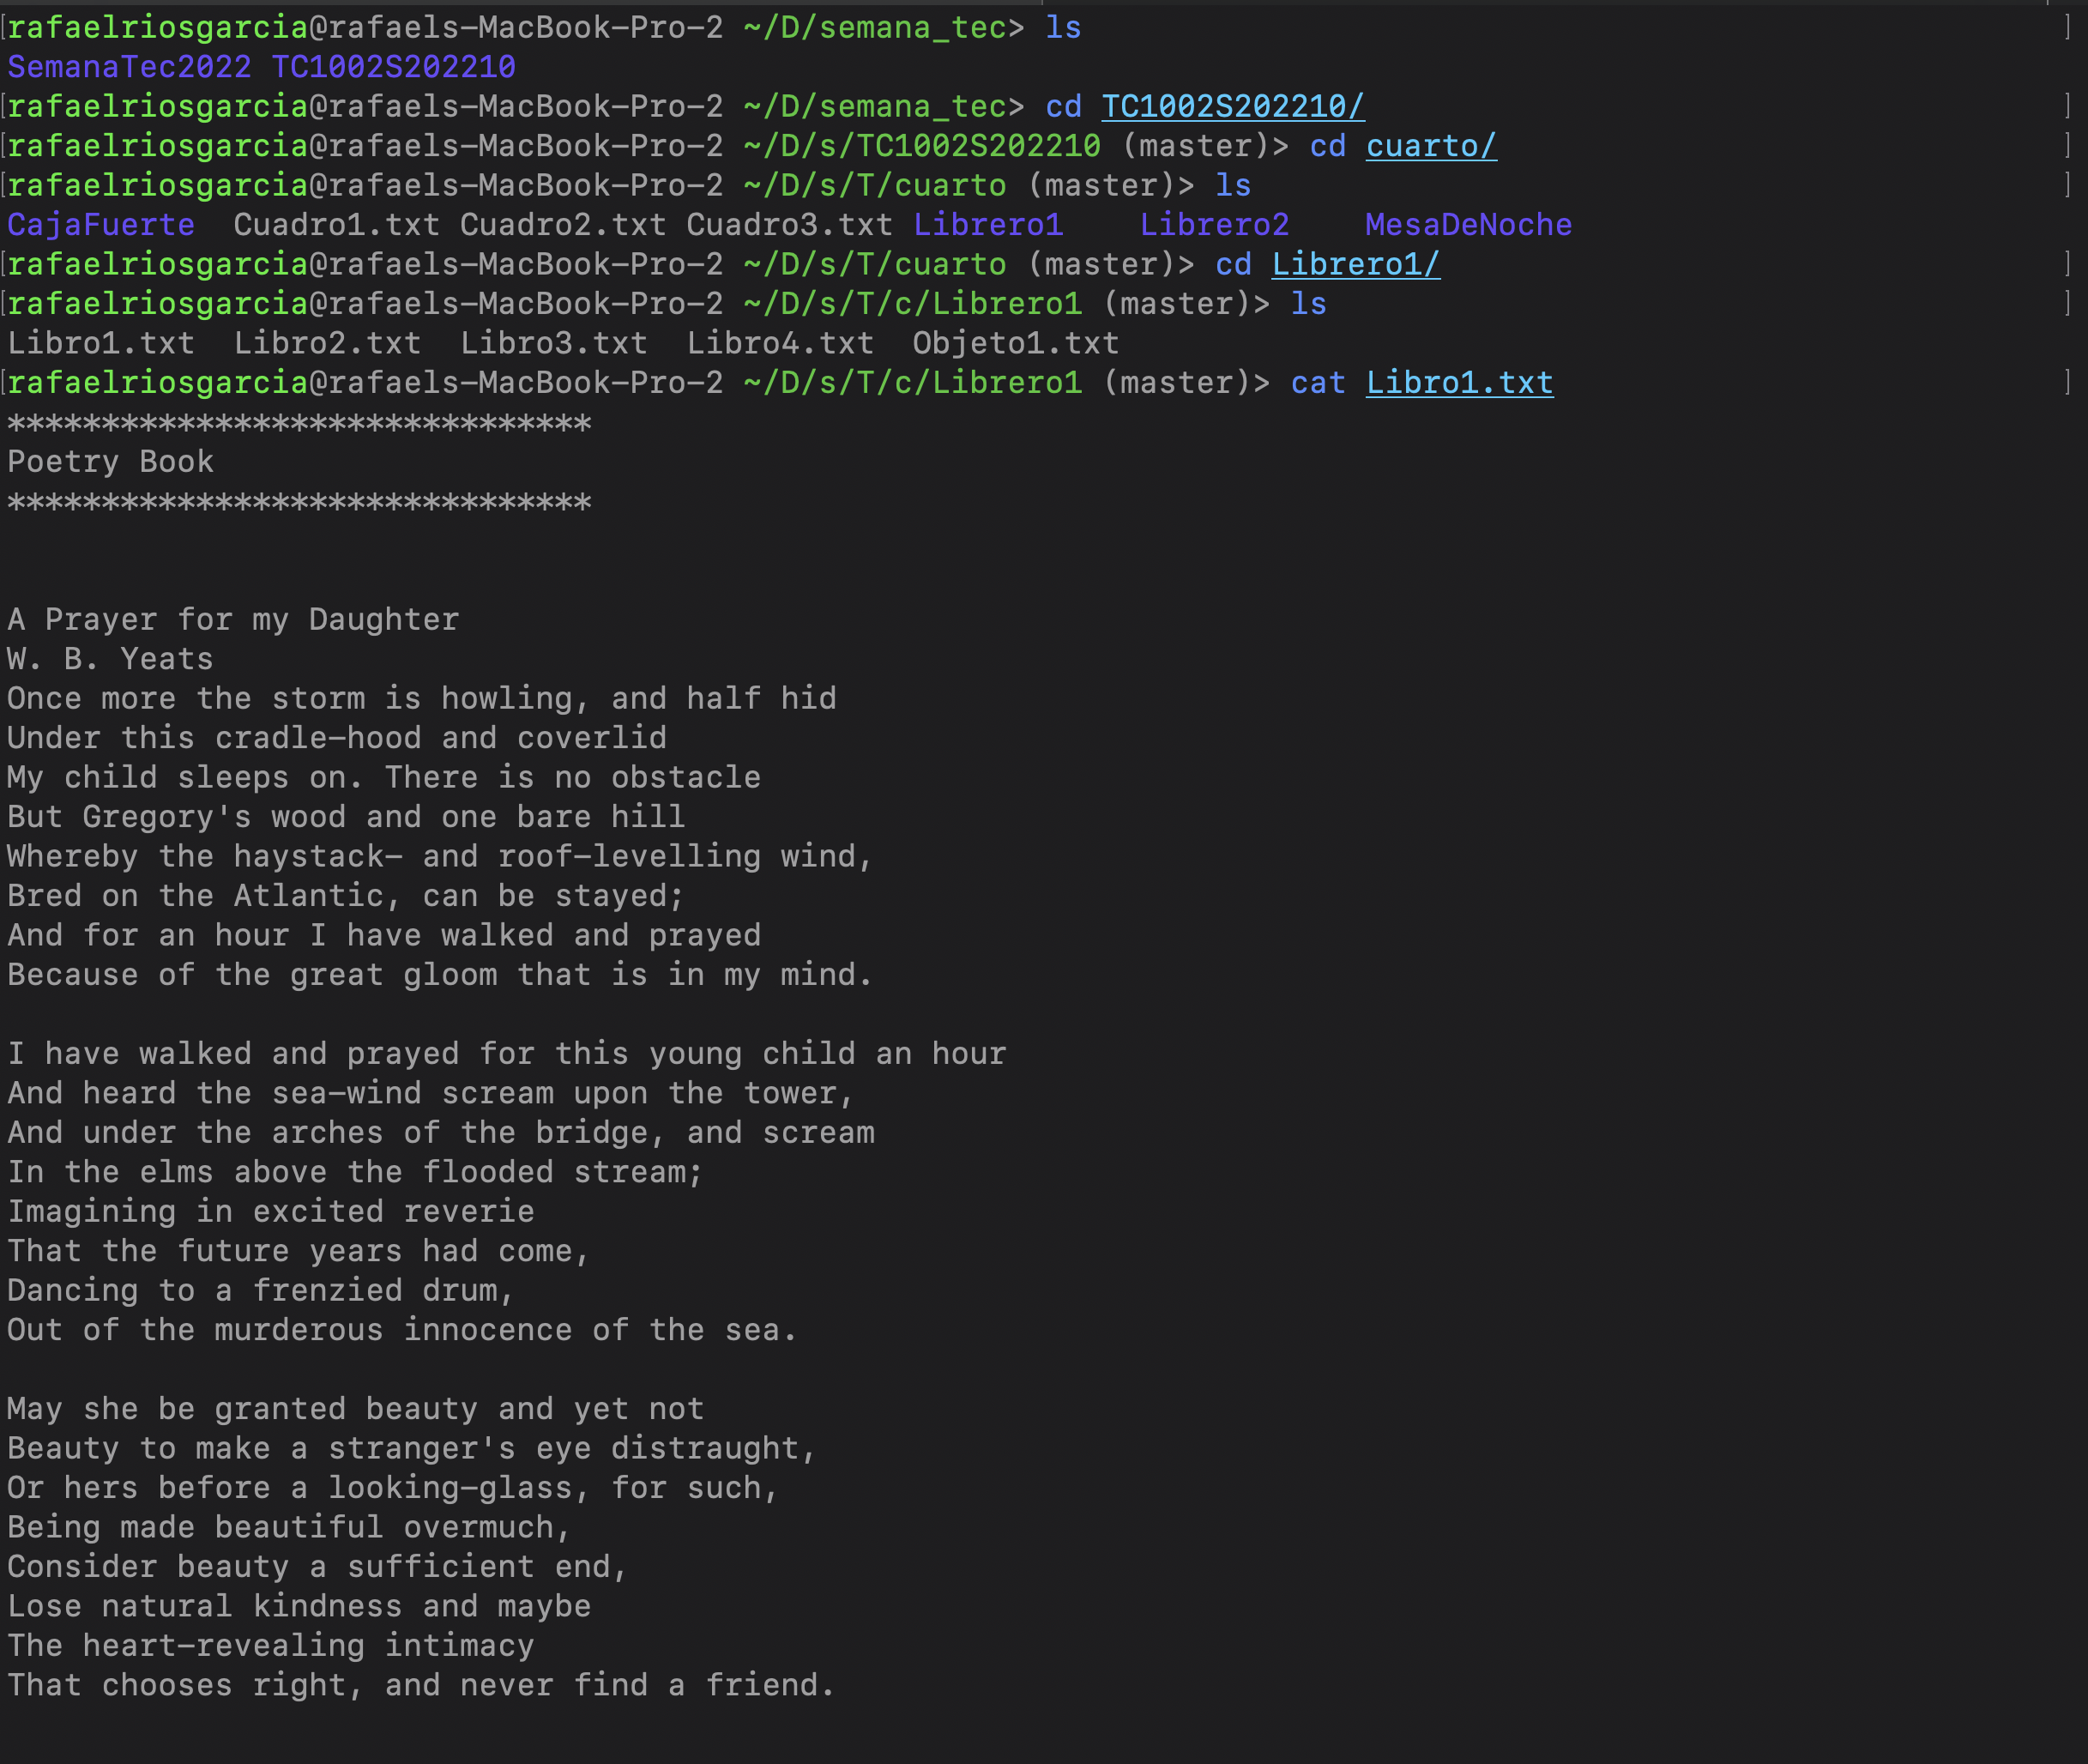 [rafaelriosgarcia@rafaels-MacBook-Pro-2 ~/D/semana_tec> ls ]
SemanaTec2022 TC1002S202210
[rafaelriosgarcia@rafaels-MacBook-Pro-2 ~/D/semana_tec> cd TC1002S202210/ ]
[rafaelriosgarcia@rafaels-MacBook-Pro-2 ~/D/s/TC1002S202210 (master)> cd cuarto/ ]
[rafaelriosgarcia@rafaels-MacBook-Pro-2 ~/D/s/T/cuarto (master)> ls ]
CajaFuerte  Cuadro1.txt Cuadro2.txt Cuadro3.txt Librero1    Librero2    MesaDeNoche
[rafaelriosgarcia@rafaels-MacBook-Pro-2 ~/D/s/T/cuarto (master)> cd Librero1/ ]
[rafaelriosgarcia@rafaels-MacBook-Pro-2 ~/D/s/T/c/Librero1 (master)> ls ]
Libro1.txt  Libro2.txt  Libro3.txt  Libro4.txt  Objeto1.txt
[rafaelriosgarcia@rafaels-MacBook-Pro-2 ~/D/s/T/c/Librero1 (master)> cat Libro1.txt ]
*******************************
Poetry Book
*******************************
A Prayer for my Daughter
W. B. Yeats
Once more the storm is howling, and half hid
Under this cradle-hood and coverlid
My child sleeps on. There is no obstacle
But Gregory's wood and one bare hill
Whereby the haystack- and roof-levelling wind,
Bred on the Atlantic, can be stayed;
And for an hour I have walked and prayed
Because of the great gloom that is in my mind.
I have walked and prayed for this young child an hour
And heard the sea-wind scream upon the tower,
And under the arches of the bridge, and scream
In the elms above the flooded stream;
Imagining in excited reverie
That the future years had come,
Dancing to a frenzied drum,
Out of the murderous innocence of the sea.
May she be granted beauty and yet not
Beauty to make a stranger's eye distraught,
Or hers before a looking-glass, for such,
Being made beautiful overmuch,
Consider beauty a sufficient end,
Lose natural kindness and maybe
The heart-revealing intimacy
That chooses right, and never find a friend.